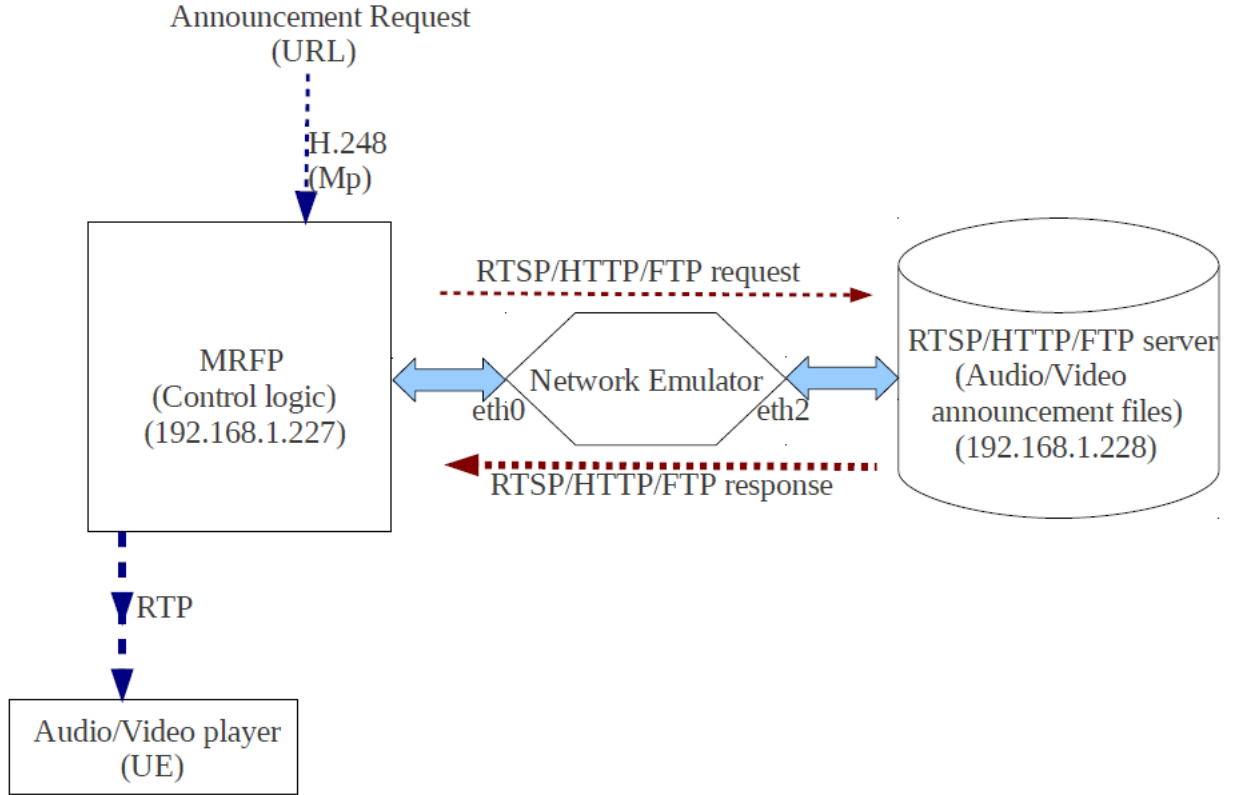 Announcement Request
(URL)
H.248
(Mp)
RTSP/HTTP/FTP request
MRFP
(Control logic)
(192.168.1.227)
Network Emulator
eth0
eth2
RTSP/HTTP/FTP server
(Audio/Video
announcement files)
(192.168.1.228)
RTSP/HTTP/FTP response
RTP
Audio/Video player
(UE)